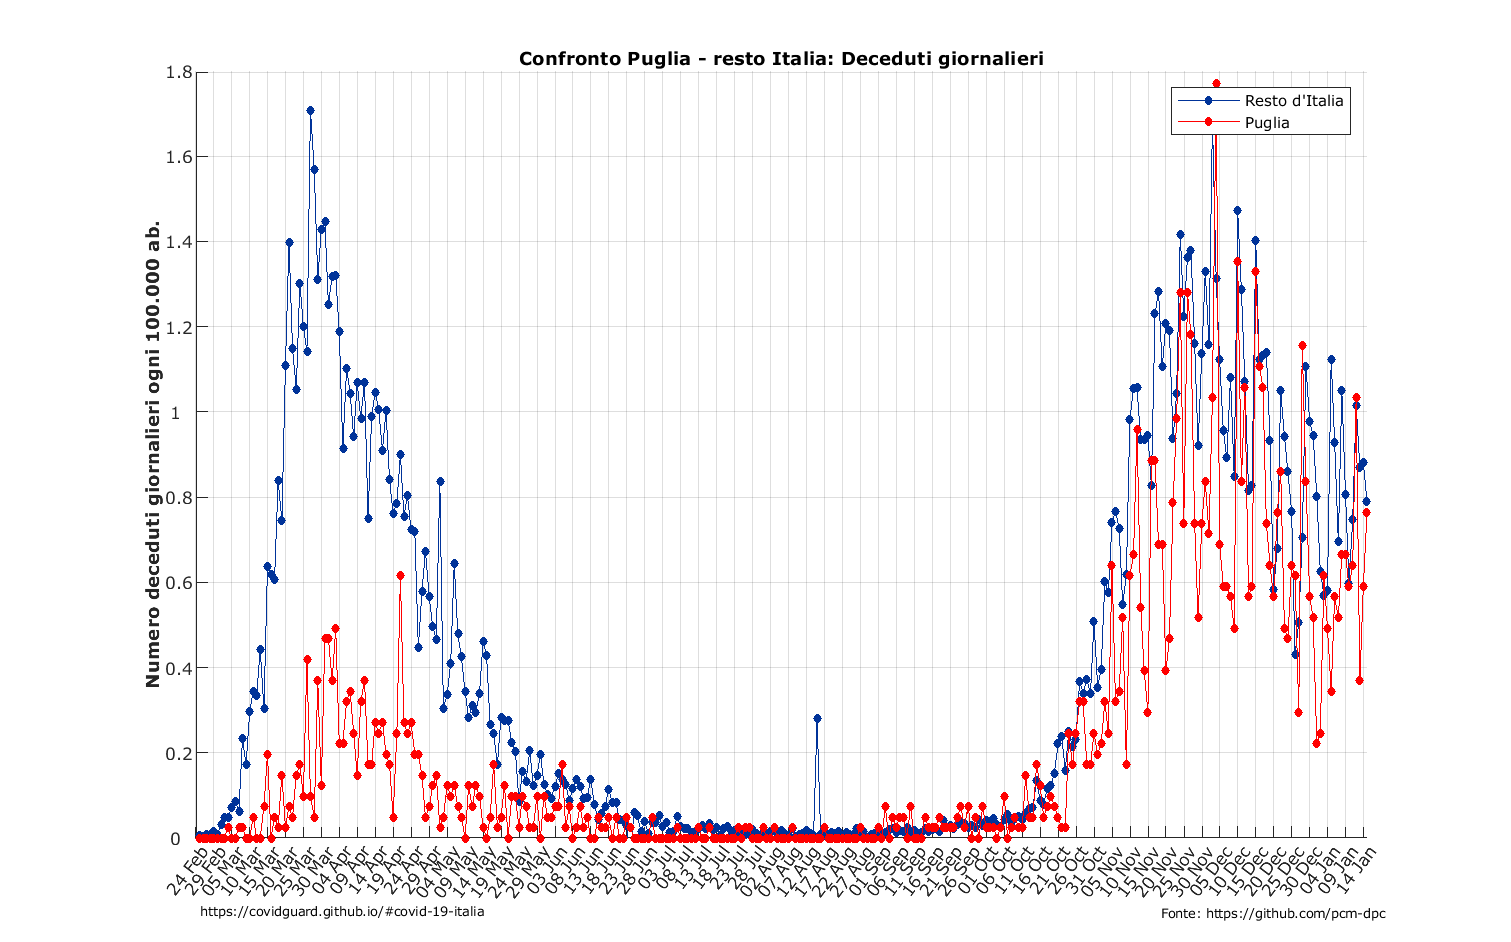 Confronto Puglia - resto Italia: Deceduti giornalieri
Numero deceduti giornalieri ogni 100.000 ab.
1.8
1.6
1.4
1.2
1
0.8
0.6
0.4
0.2
0
Resto d'Italia
Puglia
24 Feb
29 Feb
05 Mar
10 Mar
15 Mar
20 Mar
25 Mar
30 Mar
04 Apr
09 Apr
14 Apr
19 Apr
24 Apr
29 Apr
04 May
09 May
14 May
19 May
24 May
29 May
03 Jun
08 Jun
13 Jun
18 Jun
23 Jun
28 Jun
03 Jul
08 Jul
13 Jul
18 Jul
23 Jul
28 Jul
02 Aug
07 Aug
12 Aug
17 Aug
22 Aug
27 Aug
01 Sep
06 Sep
11 Sep
16 Sep
21 Sep
26 Sep
01 Oct
06 Oct
11 Oct
16 Oct
21 Oct
26 Oct
31 Oct
05 Nov
10 Nov
15 Nov
20 Nov
25 Nov
30 Nov
05 Dec
10 Dec
15 Dec
20 Dec
25 Dec
30 Dec
04 Jan
09 Jan
14 Jan
https://covidguard.github.io/#covid-19-italia
Fonte: https://github.com/pcm-dpc